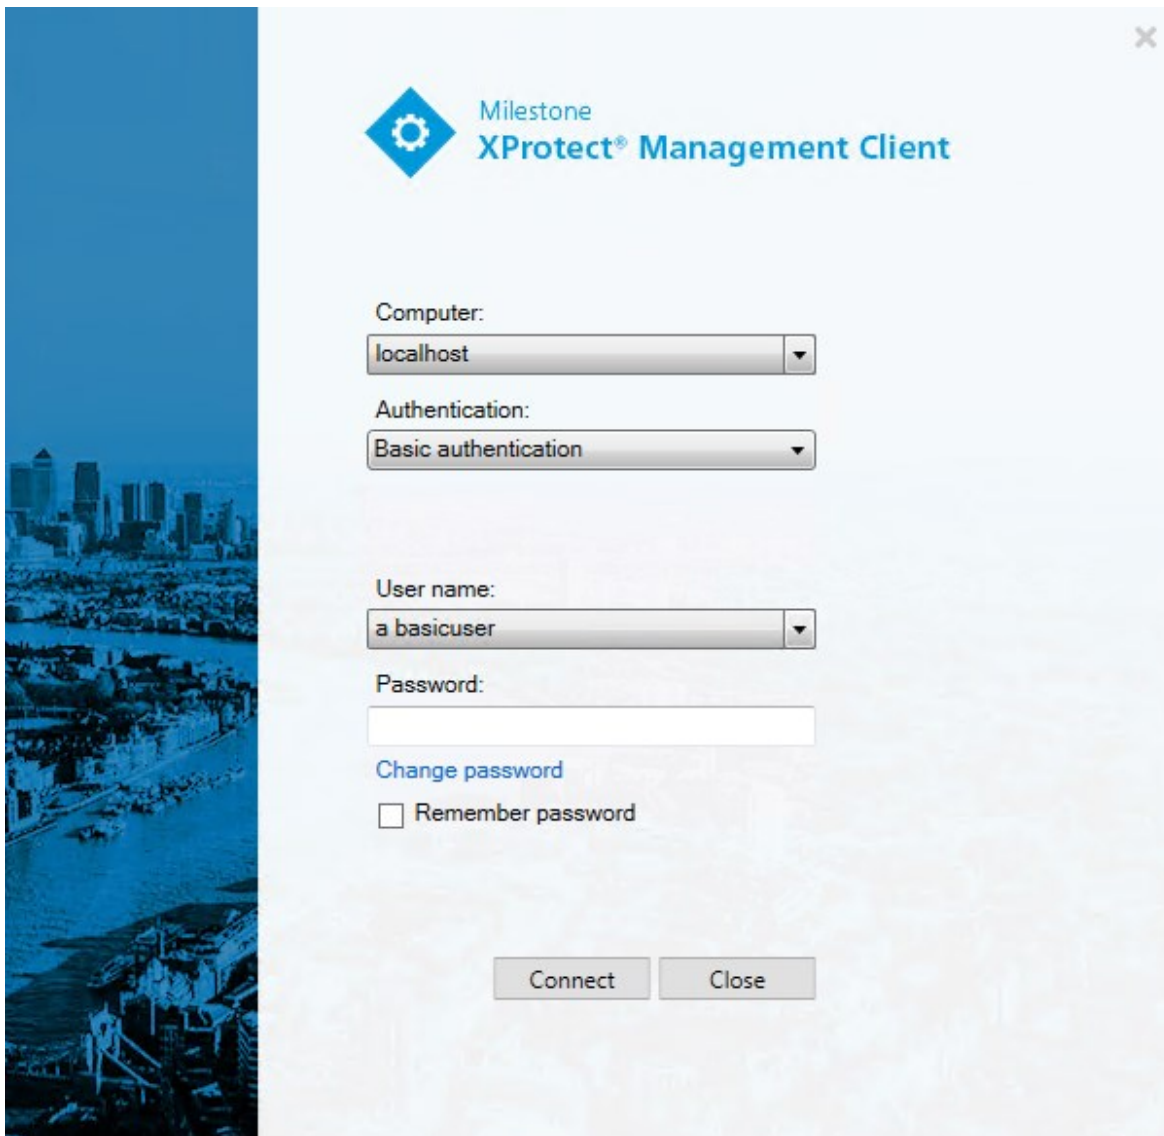 Milestone
XProtect® Management Client
Computer:
localhost
Authentication:
Basic authentication
User name:
a basicuser
Password:
Change password
Remember password
Connect Close